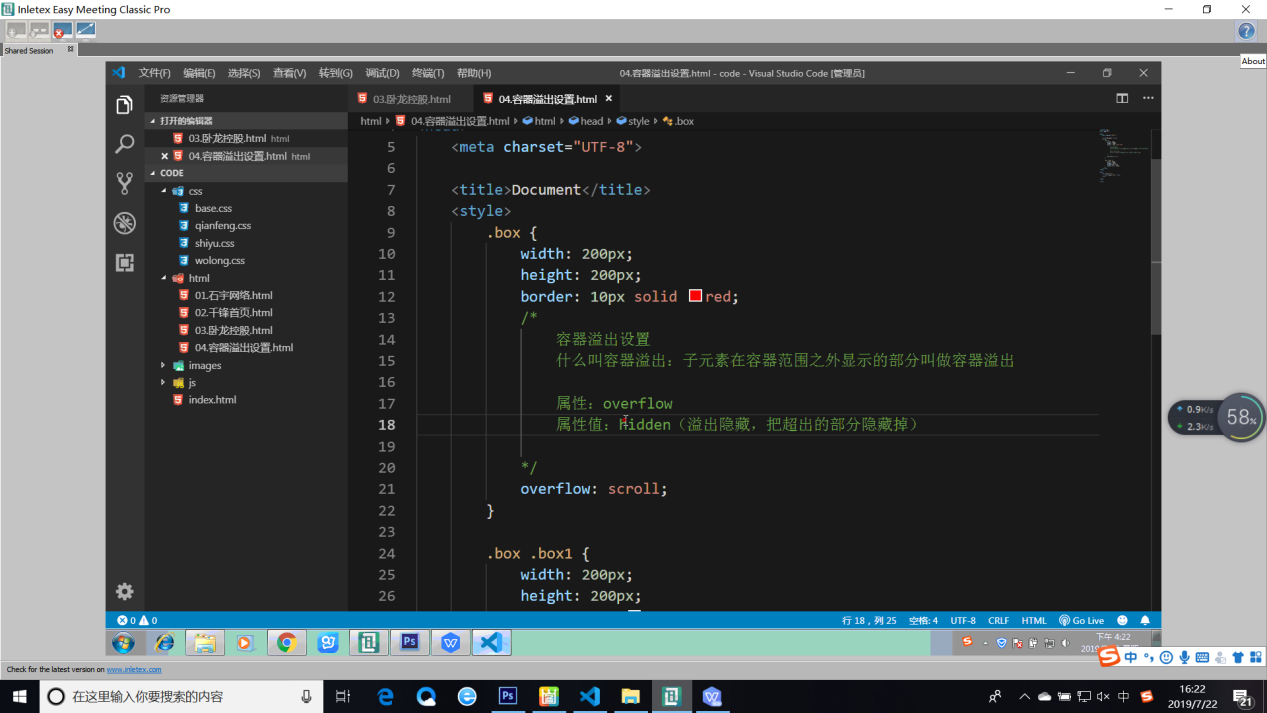 Inletex Easy Meeting Classic Pro
Shared Session
About
文件(F) 编辑(E) 选择(S) 查看(V) 转到(G) 调试(D) 终端(T) 帮助(H)
04.容器溢出设置.html - code - Visual Studio Code [管理员]
资源管理器
03.卧龙控股.html
04.容器溢出设置.html
打开的编辑器
html
04.容器溢出设置.html
html
head
style
.box
03.卧龙控股.html html
04.容器溢出设置.html html
CODE
css
base.css
qianfeng.css
shiyu.css
wolong.css
html
01.石宇网络.html
02.千锋首页.html
03.卧龙控股.html
04.容器溢出设置.html
images
js
index.html
5 <meta charset="UTF-8">
6
7 <title>Document</title>
8 <style>
9 .box {
10 width: 200px;
11 height: 200px;
12 border: 10px solid red;
13 /*
14 容器溢出设置
15 什么叫容器溢出：子元素在容器范围之外显示的部分叫做容器溢出
16
17 属性：overflow
18 属性值：hidden（溢出隐藏，把超出的部分隐藏掉）
19
20 */
21 overflow: scroll;
22 }
23
24 .box .box1 {
25 width: 200px;
26 height: 200px;
0.9K/s
2.3K/s
58%
0 0
行 18，列 25 空格: 4 UTF-8 CRLF HTML Go Live
下午 4:22
中
Check for the latest version on www.inletex.com
在这里输入你要搜索的内容
中
16:22
2019/7/22
21